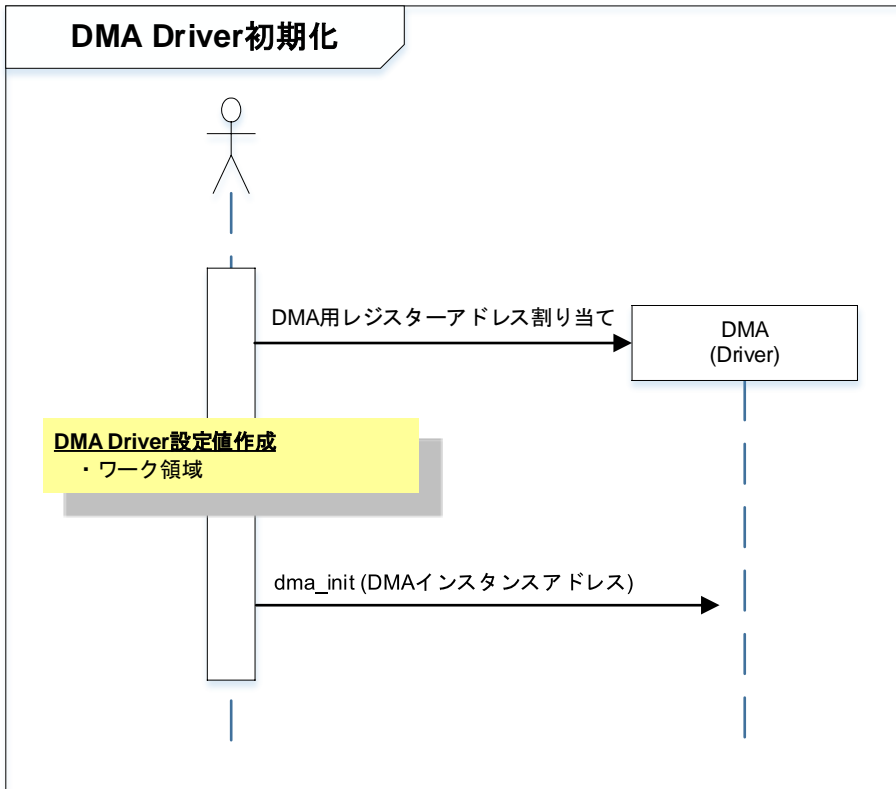 DMA Driver初期化
DMA用レジスターアドレス割り当て
DMA
(Driver)
DMA Driver設定値作成
・ワーク領域
dma_init (DMAインスタンスアドレス)